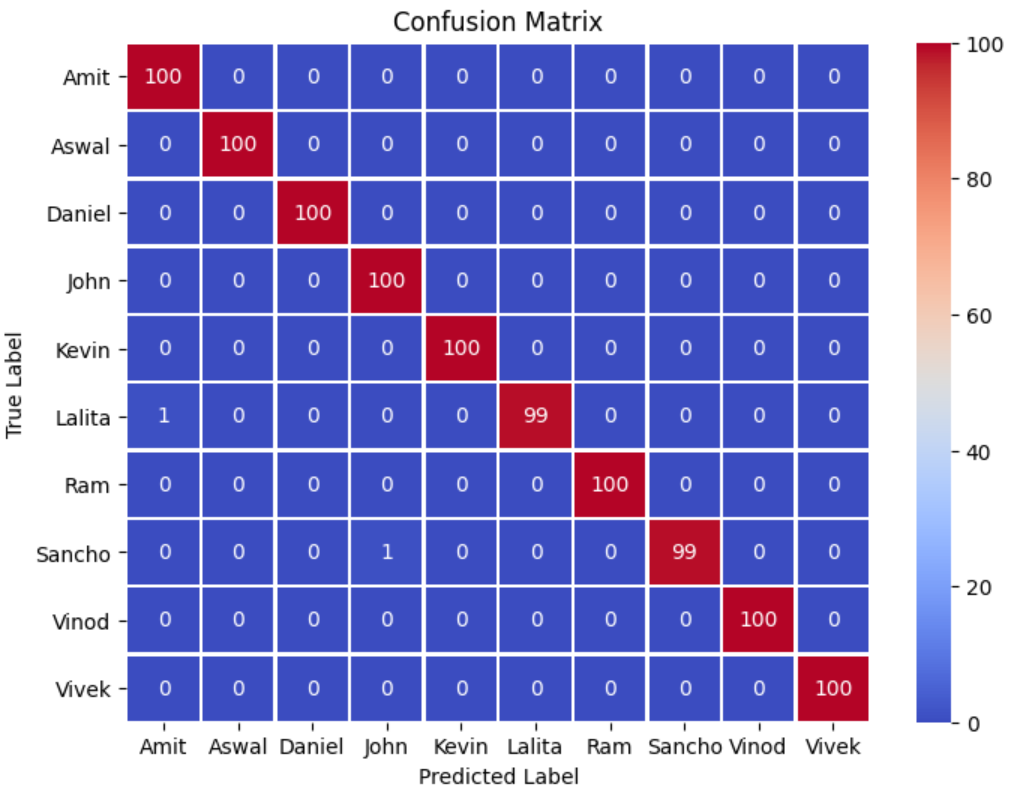 Confusion Matrix
Amit 100 0 0 0 0 0 0 0 0 0
Aswal 0 100 0 0 0 0 0 0 0 0
Daniel 0 0 100 0 0 0 0 0 0 0
John 0 0 0 100 0 0 0 0 0 0
Kevin 0 0 0 0 100 0 0 0 0 0
Lalita 1 0 0 0 0 99 0 0 0 0
Ram 0 0 0 0 0 0 100 0 0 0
Sancho 0 0 0 1 0 0 0 99 0 0
Vinod 0 0 0 0 0 0 0 0 100 0
Vivek 0 0 0 0 0 0 0 0 0 100
Amit Aswal Daniel John Kevin Lalita Ram Sancho Vinod Vivek
Predicted Label
True Label
100
80
60
40
20
0